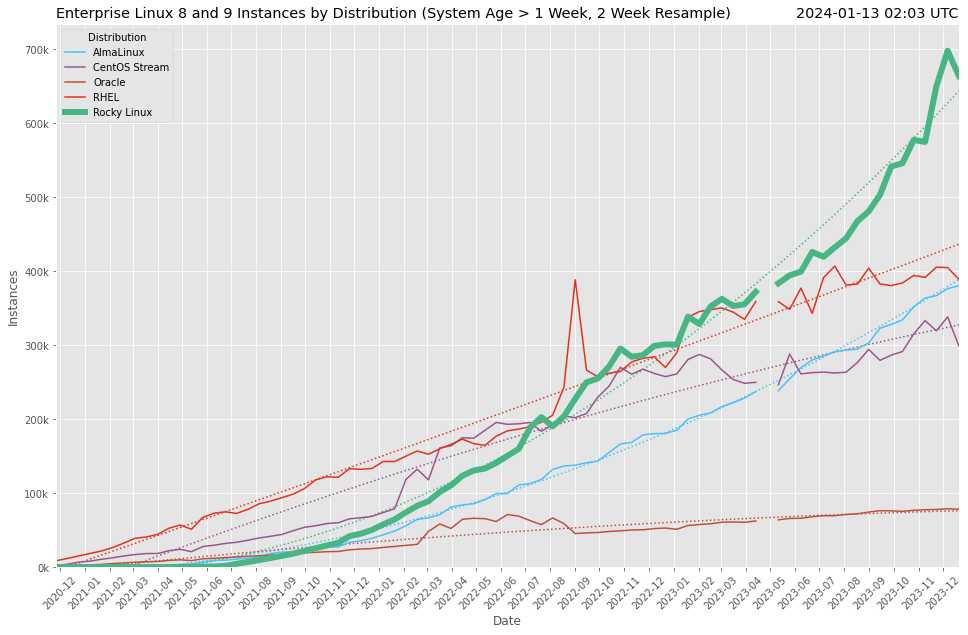 Enterprise Linux 8 and 9 Instances by Distribution (System Age > 1 Week, 2 Week Resample)
2024-01-13 02:03 UTC
Distribution
AlmaLinux
CentOS Stream
Oracle
RHEL
Rocky Linux
700k
600k
500k
400k
300k
200k
100k
0k
Instances
2020-12
2021-01
2021-02
2021-03
2021-04
2021-05
2021-06
2021-07
2021-08
2021-09
2021-10
2021-11
2021-12
2022-01
2022-02
2022-03
2022-04
2022-05
2022-06
2022-07
2022-08
2022-09
2022-10
2022-11
2022-12
2023-01
2023-02
2023-03
2023-04
2023-05
2023-06
2023-07
2023-08
2023-09
2023-10
2023-11
2023-12
Date